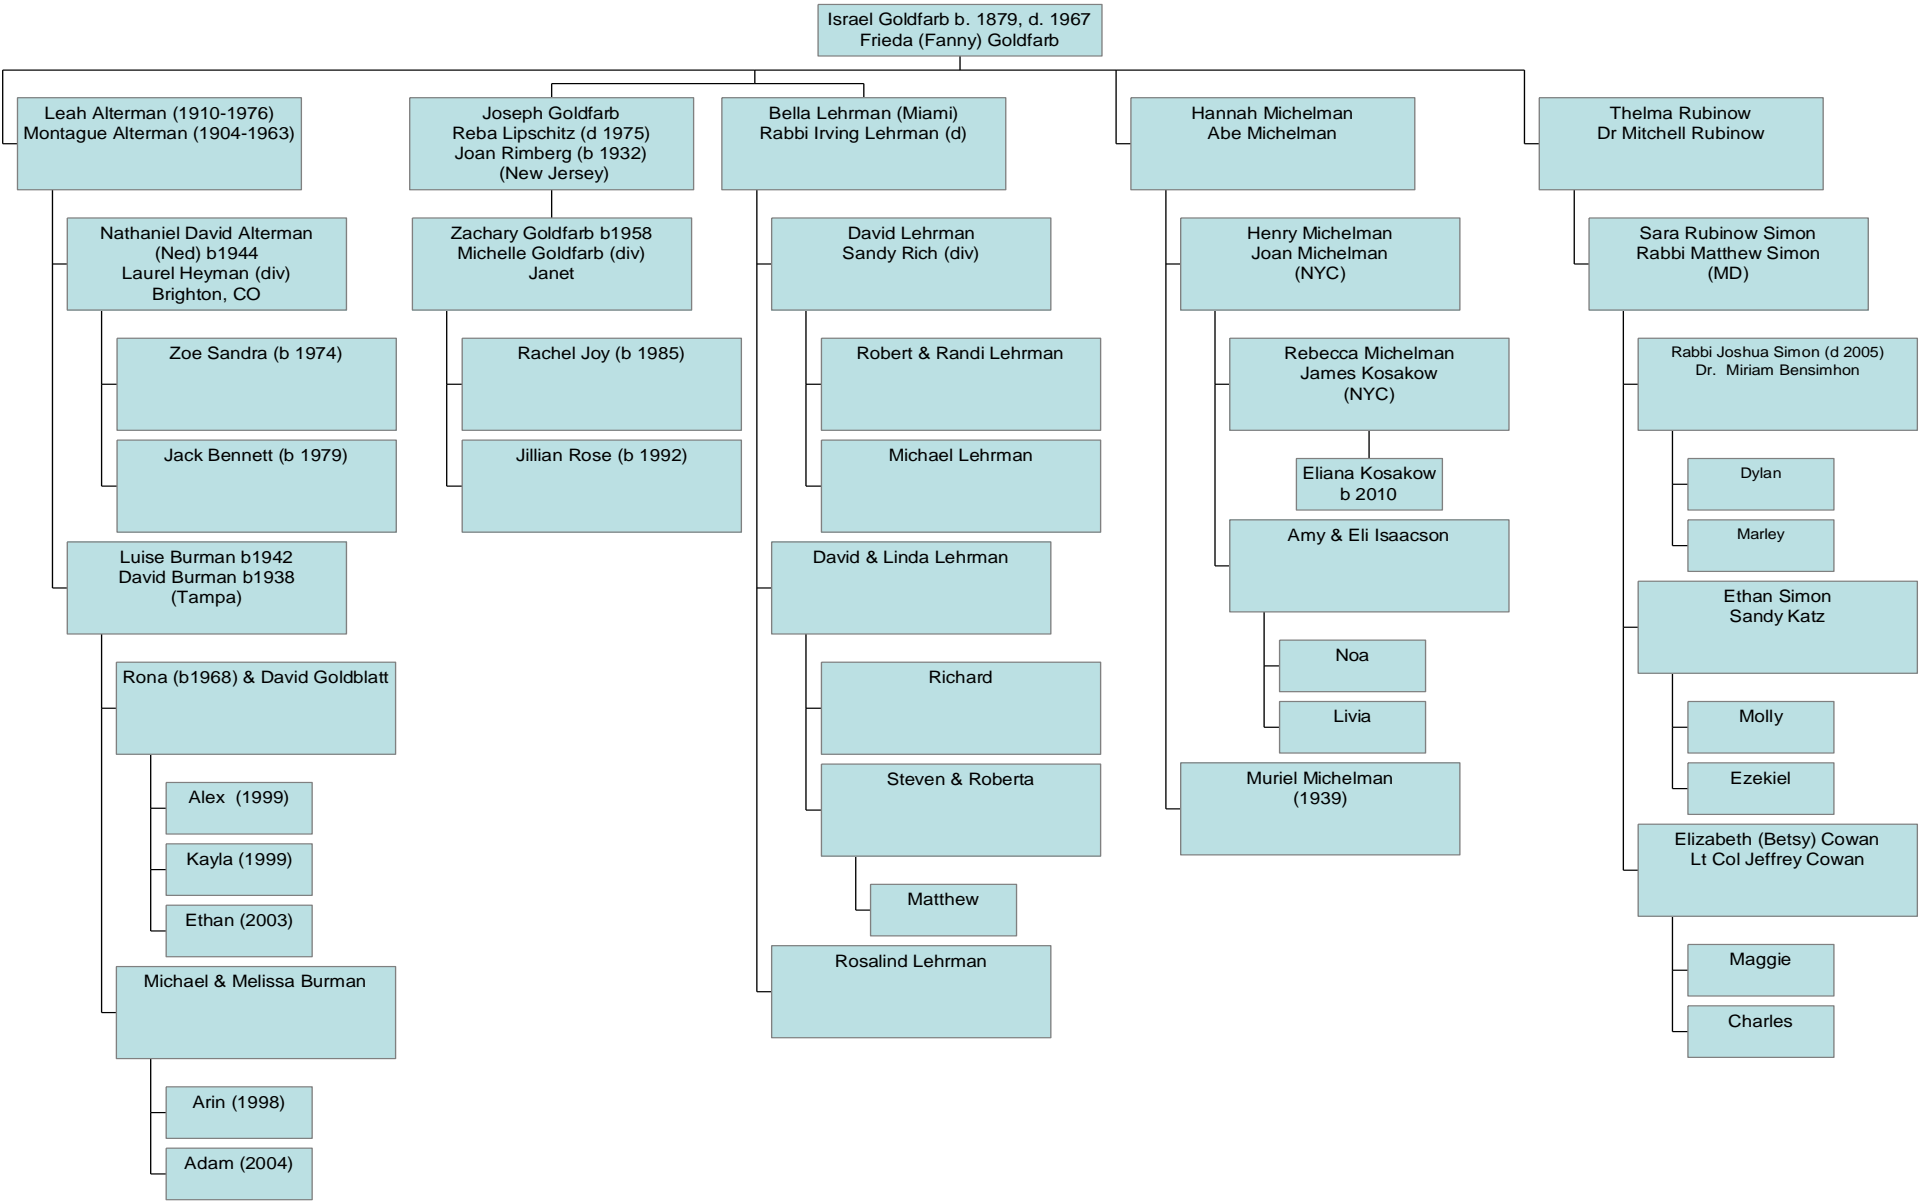 Israel Goldfarb b. 1879, d. 1967
Frieda (Fanny) Goldfarb
Leah Alterman (1910-1976)
Montague Alterman (1904-1963)
Nathaniel David Alterman
(Ned) b1944
Laurel Heyman (div)
Brighton, CO
Zoe Sandra (b 1974)
Jack Bennett (b 1979)
Luise Burman b1942
David Burman b1938
(Tampa)
Rona (b1968) & David Goldblatt
Alex (1999)
Kayla (1999)
Ethan (2003)
Michael & Melissa Burman
Arin (1998)
Adam (2004)
Joseph Goldfarb
Reba Lipschitz (d 1975)
Joan Rimberg (b 1932)
(New Jersey)
Zachary Goldfarb b1958
Michelle Goldfarb (div)
Janet
Rachel Joy (b 1985)
Jillian Rose (b 1992)
Bella Lehrman (Miami)
Rabbi Irving Lehrman (d)
David Lehrman
Sandy Rich (div)
Robert & Randi Lehrman
Michael Lehrman
David & Linda Lehrman
Richard
Steven & Roberta
Matthew
Rosalind Lehrman
Hannah Michelman
Abe Michelman
Henry Michelman
Joan Michelman
(NYC)
Rebecca Michelman
James Kosakow
(NYC)
Eliana Kosakow
b 2010
Amy & Eli Isaacson
Noa
Livia
Muriel Michelman
(1939)
Thelma Rubinow
Dr Mitchell Rubinow
Sara Rubinow Simon
Rabbi Matthew Simon
(MD)
Rabbi Joshua Simon (d 2005)
Dr. Miriam Bensimhon
Dylan
Marley
Ethan Simon
Sandy Katz
Molly
Ezekiel
Elizabeth (Betsy) Cowan
Lt Col Jeffrey Cowan
Maggie
Charles